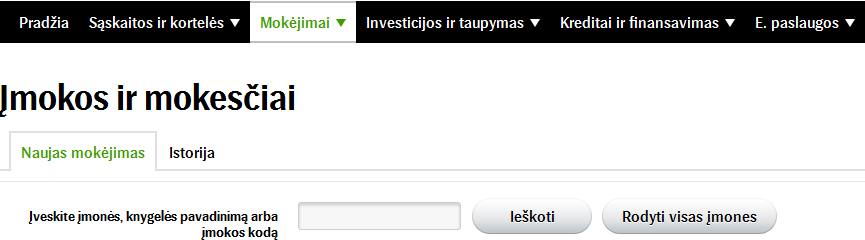 Pradžia Sąskaitos ir kortelės Mokėjimai Investicijos ir taupymas Kreditai ir finansavimas E. paslaugos
Įmokos ir mokesčiai
Naujas mokėjimas Istorija
Įveskite įmonės, knygelės pavadinimą arba
įmokos kodą
Ieškoti Rodyti visas įmones